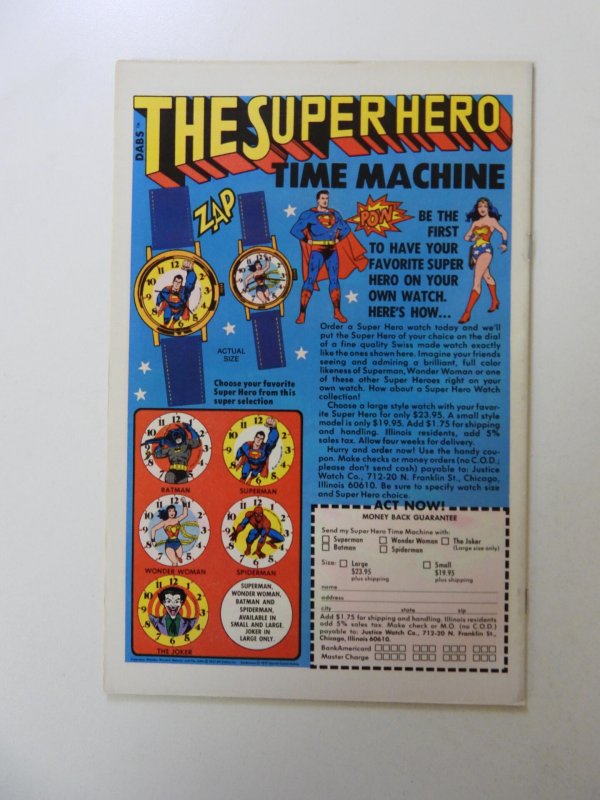 DABS™
THE SUPER HERO
TIME MACHINE
ZAP
POW
BE THE
FIRST
TO HAVE YOUR
FAVORITE SUPER
HERO ON YOUR
OWN WATCH.
HERE'S HOW...
ACTUAL
SIZE
Choose your favorite
Super Hero from this
super selection
Order a Super Hero watch today and we'll
put the Super Hero of your choice on the dial
of a fine quality Swiss made watch exactly
like the ones shown here. Imagine your friends
seeing and admiring a brilliant, full color
likeness of Superman, Wonder Woman or one
of these other Super Heroes right on your
own watch. How about a Super Hero Watch
collection!
Choose a large style watch with your favor-
ite Super Hero for only $23.95. A small style
model is only $19.95. Add $1.75 for shipping
and handling. Illinois residents, add 5%
sales tax. Allow four weeks for delivery.
Hurry and order now! Use the handy cou-
pon. Make checks or money orders (no C.O.D.;
please don't send cash) payable to: Justice
Watch Co., 712-20 N. Franklin St., Chicago,
Illinois 60610. Be sure to specify watch size
and Super Hero choice.
BATMAN
SUPERMAN
WONDER WOMAN
SPIDERMAN
THE JOKER
SUPERMAN,
WONDER WOMAN,
BATMAN AND
SPIDERMAN,
AVAILABLE IN
SMALL AND LARGE.
JOKER IN
LARGE ONLY.
ACT NOW!
MONEY BACK GUARANTEE
Send my Super Hero Time Machine with:
Superman Wonder Woman The Joker
Batman Spiderman (Large size only)
Size: Large Small
$23.95 $19.95
plus shipping plus shipping
name
address
city state zip
Add $1.75 for shipping and handling. Illinois residents
add 5% sales tax. Make check or M.O. (no C.O.D.)
payable to: Justice Watch Co., 712-20 N. Franklin St.,
Chicago, Illinois 60610.
BankAmericard
Master Charge